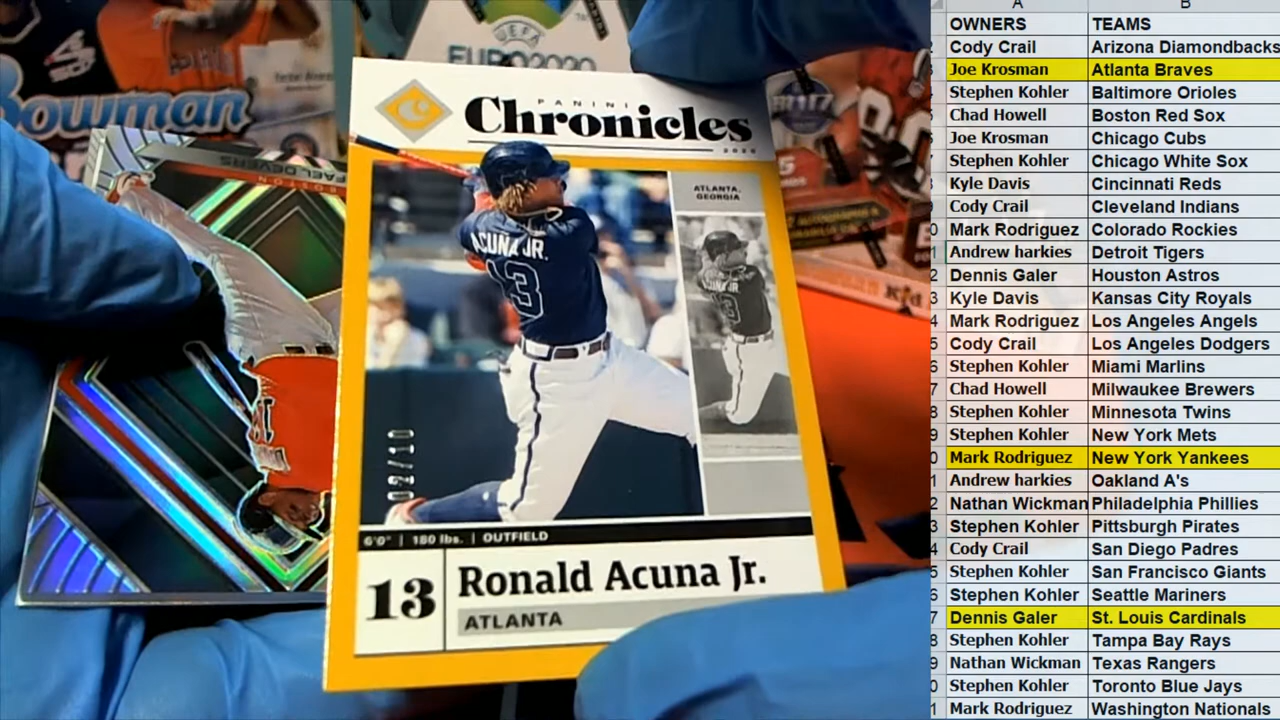 Bowman
UEFA
EURO2020
PANINI
Chronicles
2020
ATLANTA,
GEORGIA
ACUNA JR.
13
02/10
6'0" | 180 lbs. | OUTFIELD
13
Ronald Acuna Jr.
ATLANTA
BOSTON
A B
OWNERS TEAMS
Cody Crail Arizona Diamondbacks
Joe Krosman Atlanta Braves
Stephen Kohler Baltimore Orioles
Chad Howell Boston Red Sox
Joe Krosman Chicago Cubs
Stephen Kohler Chicago White Sox
Kyle Davis Cincinnati Reds
Cody Crail Cleveland Indians
Mark Rodriguez Colorado Rockies
Andrew harkies Detroit Tigers
Dennis Galer Houston Astros
Kyle Davis Kansas City Royals
Mark Rodriguez Los Angeles Angels
Cody Crail Los Angeles Dodgers
Stephen Kohler Miami Marlins
Chad Howell Milwaukee Brewers
Stephen Kohler Minnesota Twins
Stephen Kohler New York Mets
Mark Rodriguez New York Yankees
Andrew harkies Oakland A's
Nathan Wickman Philadelphia Phillies
Stephen Kohler Pittsburgh Pirates
Cody Crail San Diego Padres
Stephen Kohler San Francisco Giants
Stephen Kohler Seattle Mariners
Dennis Galer St. Louis Cardinals
Stephen Kohler Tampa Bay Rays
Nathan Wickman Texas Rangers
Stephen Kohler Toronto Blue Jays
Mark Rodriguez Washington Nationals